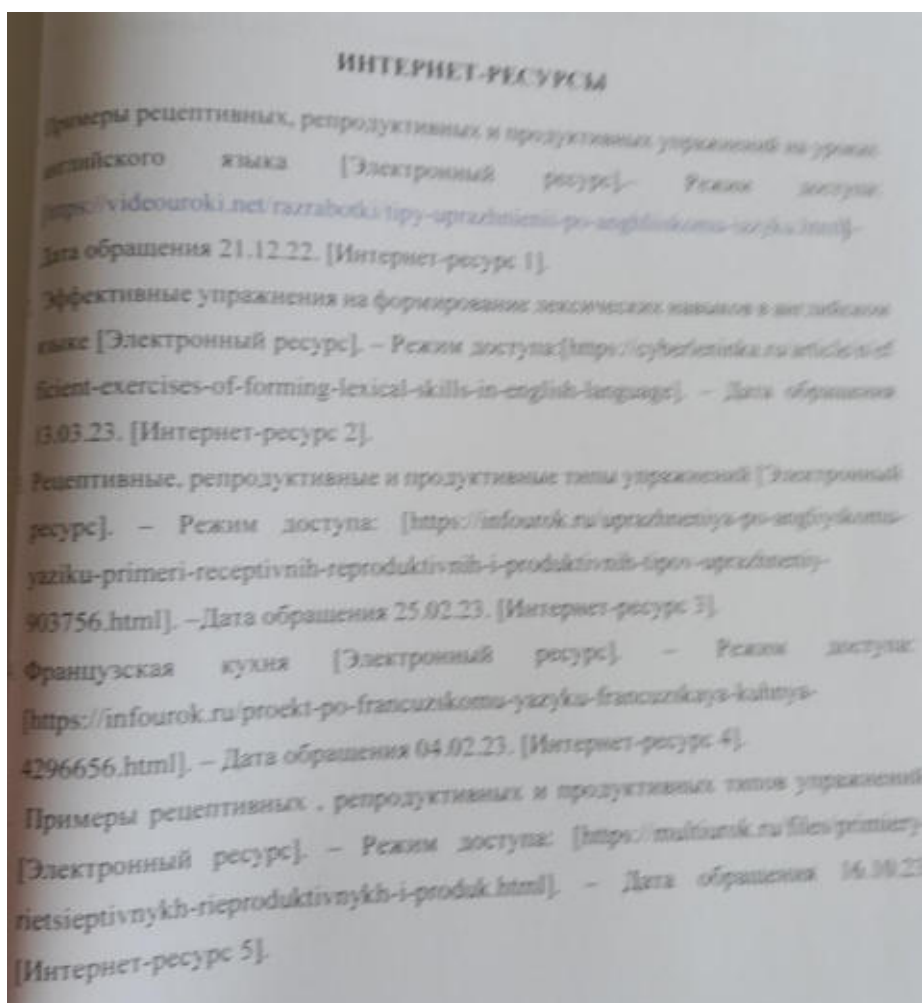 ИНТЕРНЕТ-РЕСУРСЫ
Примеры рецептивных, репродуктивных и продуктивных упражнений на уроках
английского языка [Электронный ресурс].- Режим доступа:
[https://videouroki.net/razrabotki/tipy-uprazhnienii-po-anghliiskomu-iazyku.html]-
Дата обращения 21.12.22. [Интернет-ресурс 1].
Эффективные упражнения на формирование лексических навыков в английском
языке [Электронный ресурс]. – Режим доступа:[https://cyberleninka.ru/article/n/ef
ficient-exercises-of-forming-lexical-skills-in-english-language]. – Дата обращения
13.03.23. [Интернет-ресурс 2].
Рецептивные, репродуктивные и продуктивные типы упражнений [Электронный
ресурс]. – Режим доступа: [https://infourok.ru/uprazhneniya-po-angliyskomu-
yaziku-primeri-receptivnih-reproduktivnih-i-produktivnih-tipov-uprazhneniy-
903756.html]. –Дата обращения 25.02.23. [Интернет-ресурс 3].
Французская кухня [Электронный ресурс]. – Режим доступа:
[https://infourok.ru/proekt-po-francuzskomu-yazyku-francuzskaya-kuhnya-
4296656.html]. – Дата обращения 04.02.23. [Интернет-ресурс 4].
Примеры рецептивных , репродуктивных и продуктивных типов упражнений
[Электронный ресурс]. – Режим доступа: [https://multiurok.ru/files/primiery-
rietsieptivnykh-rieproduktivnykh-i-produk.html]. – Дата обращения
[Интернет-ресурс 5].